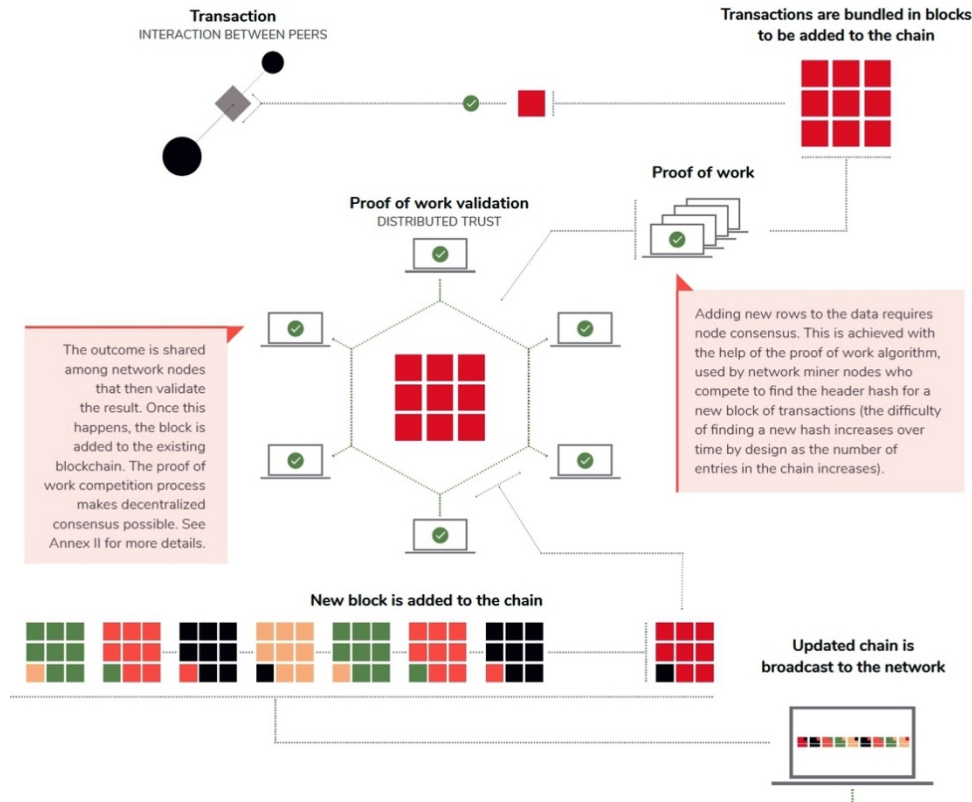 Transaction
INTERACTION BETWEEN PEERS
Transactions are bundled in blocks
to be added to the chain
Proof of work
Proof of work validation
DISTRIBUTED TRUST
The outcome is shared
among network nodes
that then validate
the result. Once this
happens, the block is
added to the existing
blockchain. The proof of
work competition process
makes decentralized
consensus possible. See
Annex II for more details.
Adding new rows to the data requires
node consensus. This is achieved with
the help of the proof of work algorithm,
used by network miner nodes who
compete to find the header hash for a
new block of transactions (the difficulty
of finding a new hash increases over
time by design as the number of
entries in the chain increases).
New block is added to the chain
Updated chain is
broadcast to the network